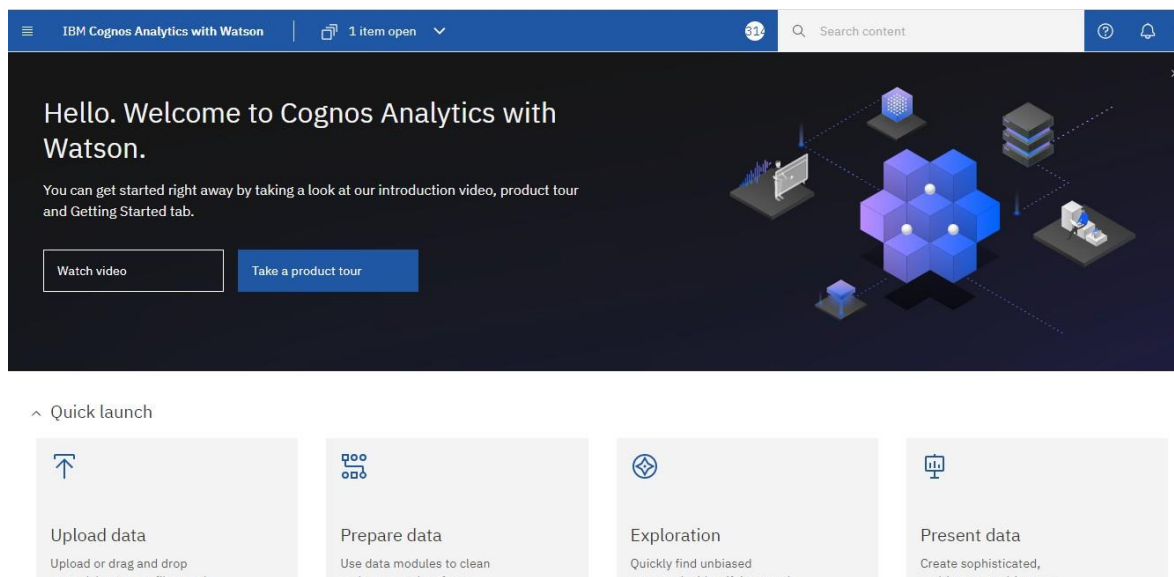 IBM Cognos Analytics with Watson
1 item open
314
Search content
Hello. Welcome to Cognos Analytics with
Watson.
You can get started right away by taking a look at our introduction video, product tour
and Getting Started tab.
Watch video
Take a product tour
Quick launch
Upload data
Upload or drag and drop
Prepare data
Use data modules to clean
Exploration
Quickly find unbiased
Present data
Create sophisticated,